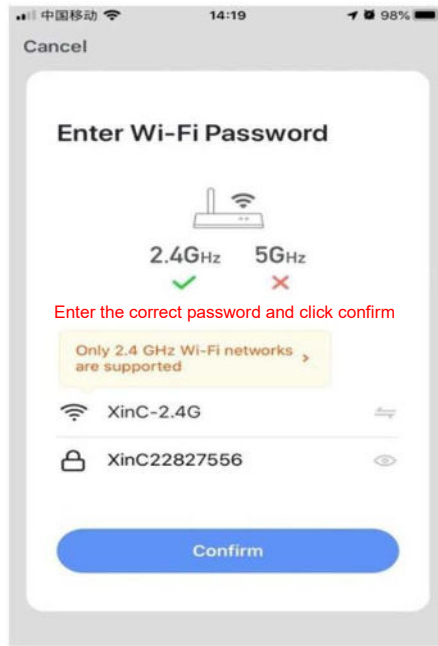 中国移动 14:19 98%
Cancel
Enter Wi-Fi Password
2.4GHz 5GHz
Enter the correct password and click confirm
Only 2.4 GHz Wi-Fi networks
are supported
XinC-2.4G
XinC22827556
Confirm